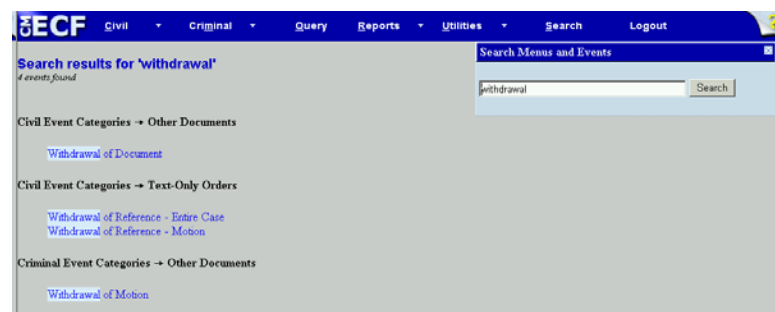 CM ECF Civil Criminal Query Reports Utilities Search Logout ?
Search results for 'withdrawal'
4 events found
Search Menus and Events
withdrawal Search
Civil Event Categories → Other Documents
Withdrawal of Document
Civil Event Categories → Text-Only Orders
Withdrawal of Reference - Entire Case
Withdrawal of Reference - Motion
Criminal Event Categories → Other Documents
Withdrawal of Motion